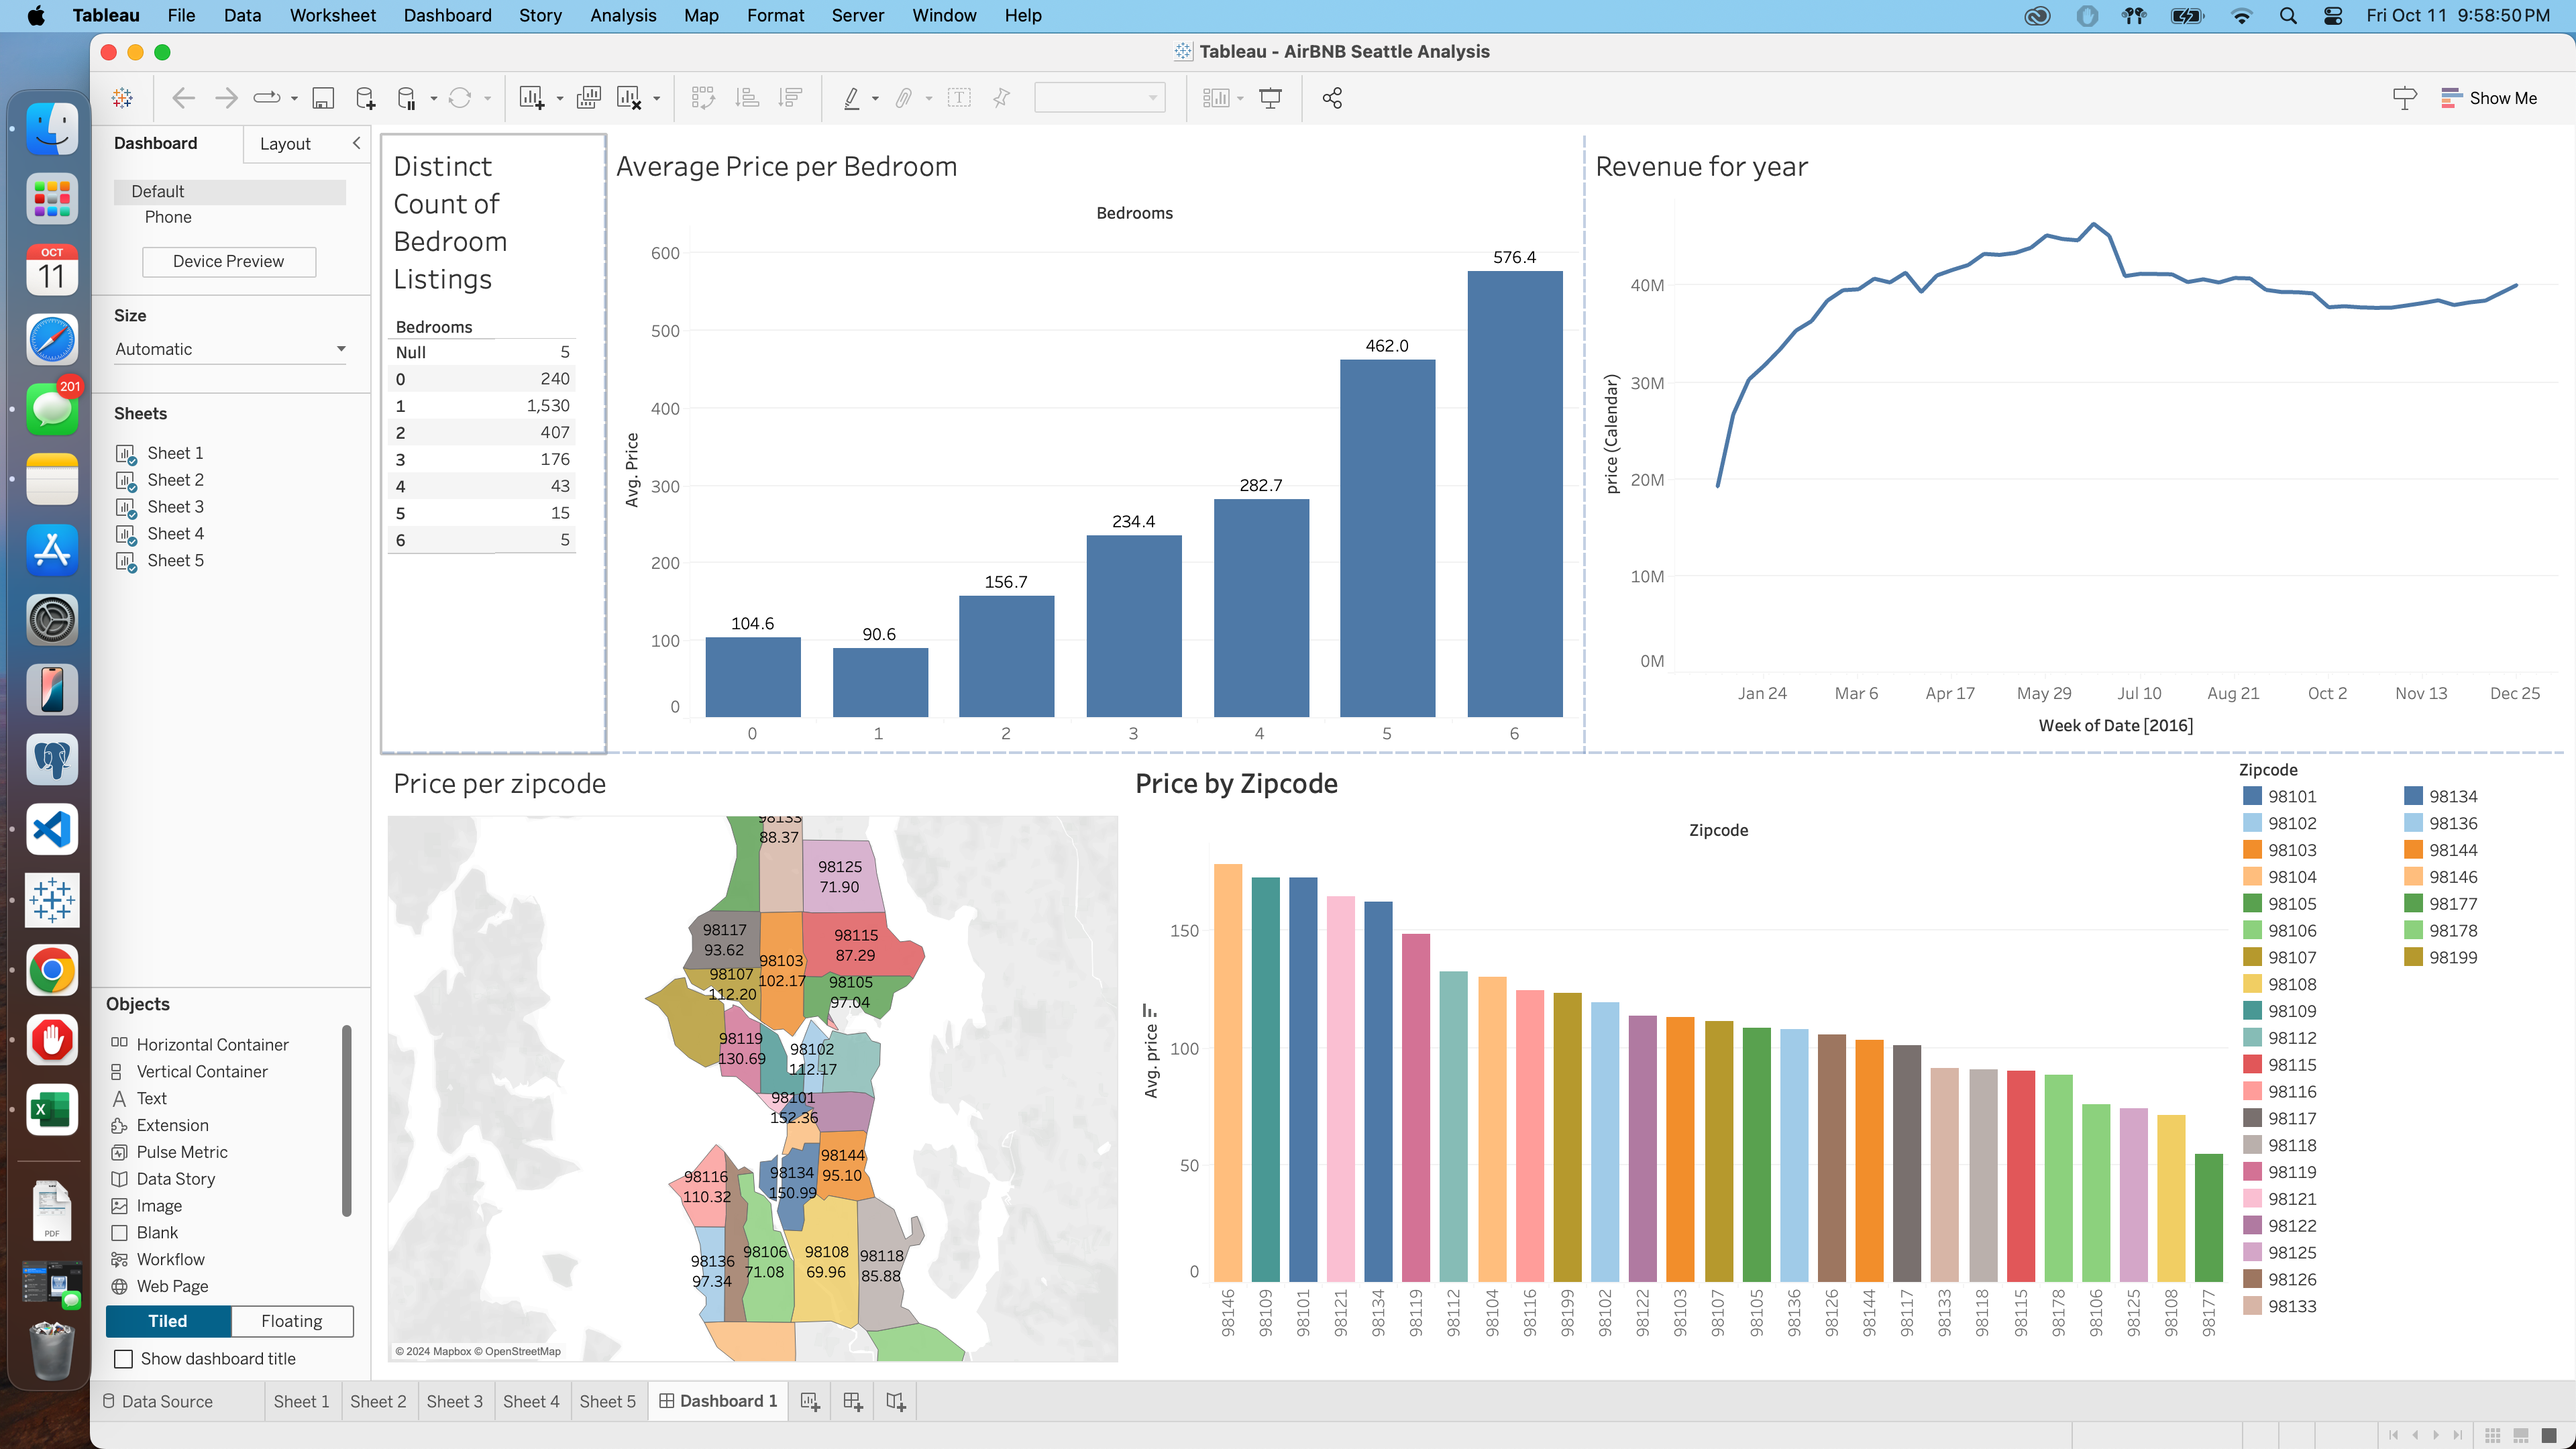 Tableau File Data Worksheet Dashboard Story Analysis Map Format Server Window Help
Fri Oct 11 9:58:50 PM
Tableau - AirBNB Seattle Analysis
Show Me
OCT
11
201
PDF
Dashboard
Layout
Default
Phone
Device Preview
Size
Automatic
Sheets
Sheet 1
Sheet 2
Sheet 3
Sheet 4
Sheet 5
Objects
Horizontal Container
Vertical Container
Text
Extension
Pulse Metric
Data Story
Image
Blank
Workflow
Web Page
Tiled
Floating
Show dashboard title
Distinct
Count of
Bedroom
Listings
Bedrooms
Null 5
0 240
1 1,530
2 407
3 176
4 43
5 15
6 5
Average Price per Bedroom
Bedrooms
Avg. Price
600
500
400
300
200
100
0
104.6
90.6
156.7
234.4
282.7
462.0
576.4
0 1 2 3 4 5 6
Revenue for year
price (Calendar)
40M
30M
20M
10M
0M
Jan 24 Mar 6 Apr 17 May 29 Jul 10 Aug 21 Oct 2 Nov 13 Dec 25
Week of Date [2016]
Price per zipcode
98133
88.37
98125
71.90
98117
93.62
98115
87.29
98103
102.17
98107
112.20
98105
97.04
98119
130.69
98102
112.17
98101
152.36
98144
95.10
98116
110.32
98134
150.99
98136
97.34
98106
71.08
98108
69.96
98118
85.88
© 2024 Mapbox © OpenStreetMap
Price by Zipcode
Zipcode
Avg. price
150
100
50
0
98146 98109 98101 98121 98134 98119 98112 98104 98116 98199 98102 98122 98103 98107 98105 98136 98126 98144 98117 98133 98118 98115 98178 98106 98125 98108 98177
Zipcode
98101
98102
98103
98104
98105
98106
98107
98108
98109
98112
98115
98116
98117
98118
98119
98121
98122
98125
98126
98133
98134
98136
98144
98146
98177
98178
98199
Data Source Sheet 1 Sheet 2 Sheet 3 Sheet 4 Sheet 5 Dashboard 1